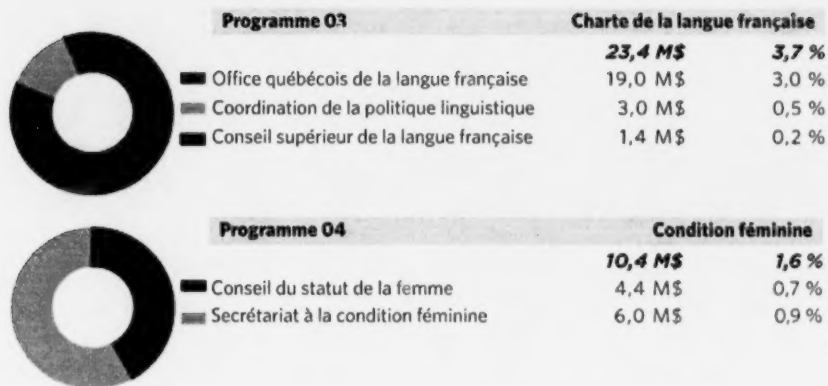 Programme 03 Charte de la langue française
23,4 M$ 3,7 %
Office québécois de la langue française 19,0 M$ 3,0 %
Coordination de la politique linguistique 3,0 M$ 0,5 %
Conseil supérieur de la langue française 1,4 M$ 0,2 %
Programme 04 Condition féminine
10,4 M$ 1,6 %
Conseil du statut de la femme 4,4 M$ 0,7 %
Secrétariat à la condition féminine 6,0 M$ 0,9 %